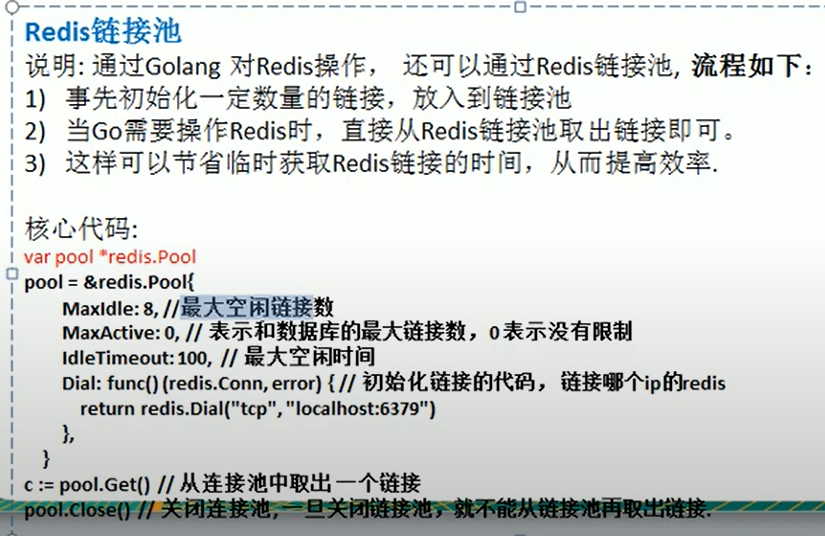 Redis链接池
说明: 通过Golang 对Redis操作， 还可以通过Redis链接池, 流程如下：
1) 事先初始化一定数量的链接，放入到链接池
2) 当Go需要操作Redis时，直接从Redis链接池取出链接即可。
3) 这样可以节省临时获取Redis链接的时间，从而提高效率.
核心代码:
var pool *redis.Pool
pool = &redis.Pool{
MaxIdle: 8, //最大空闲链接数
MaxActive: 0, // 表示和数据库的最大链接数，0表示没有限制
IdleTimeout: 100, // 最大空闲时间
Dial: func() (redis.Conn, error) { // 初始化链接的代码，链接哪个ip的redis
return redis.Dial("tcp", "localhost:6379")
},
}
c := pool.Get() // 从连接池中取出一个链接
pool.Close() // 关闭连接池, 一旦关闭链接池，就不能从链接池再取出链接.